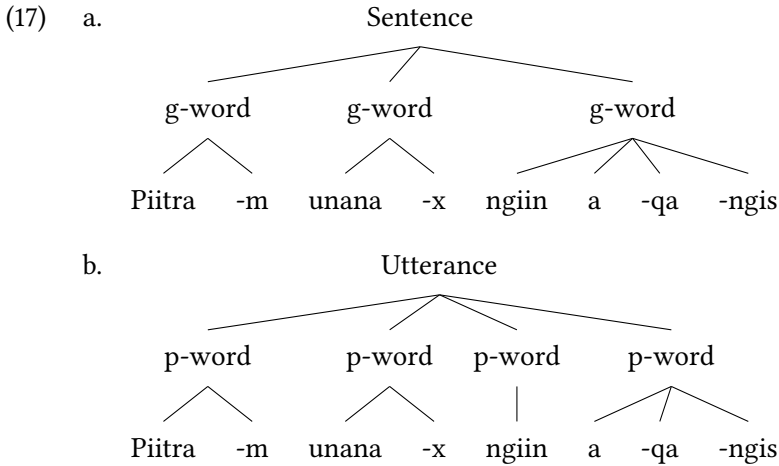 (17) a. Sentence
g-word g-word g-word
Piitra -m unana -x ngiin a -qa -ngis
b. Utterance
p-word p-word p-word p-word
Piitra -m unana -x ngiin a -qa -ngis